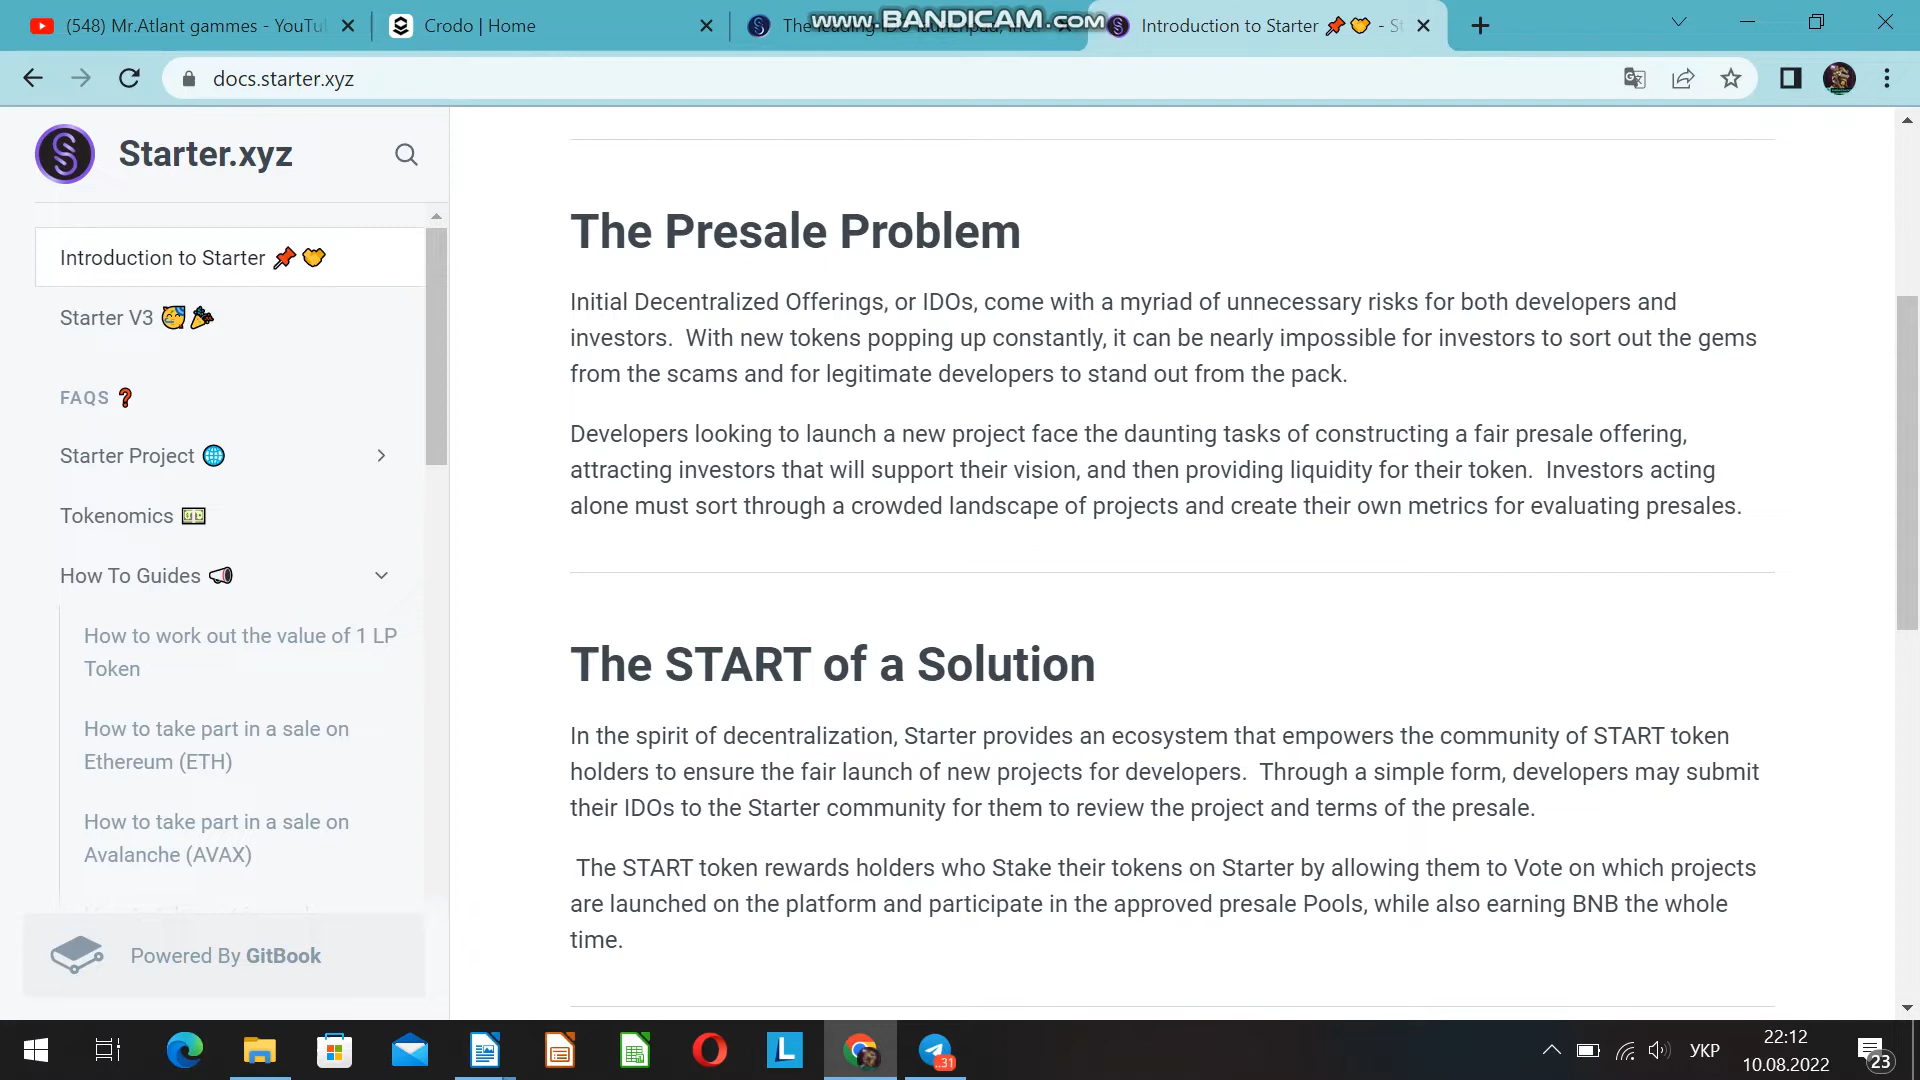 www.BANDICAM.com
(548) Mr.Atlant gammes - YouTu
Crodo | Home
The leading IDO launchpad, incu
Introduction to Starter 📌💛 - St
docs.starter.xyz
Starter.xyz
Introduction to Starter 📌💛
Starter V3 🥳🎉
FAQS ❓
Starter Project 🌐
Tokenomics 💵
How To Guides 📣
How to work out the value of 1 LP
Token
How to take part in a sale on
Ethereum (ETH)
How to take part in a sale on
Avalanche (AVAX)
Powered By GitBook
The Presale Problem
Initial Decentralized Offerings, or IDOs, come with a myriad of unnecessary risks for both developers and
investors.  With new tokens popping up constantly, it can be nearly impossible for investors to sort out the gems
from the scams and for legitimate developers to stand out from the pack.
Developers looking to launch a new project face the daunting tasks of constructing a fair presale offering,
attracting investors that will support their vision, and then providing liquidity for their token.  Investors acting
alone must sort through a crowded landscape of projects and create their own metrics for evaluating presales.
The START of a Solution
In the spirit of decentralization, Starter provides an ecosystem that empowers the community of START token
holders to ensure the fair launch of new projects for developers.  Through a simple form, developers may submit
their IDOs to the Starter community for them to review the project and terms of the presale.
The START token rewards holders who Stake their tokens on Starter by allowing them to Vote on which projects
are launched on the platform and participate in the approved presale Pools, while also earning BNB the whole
time.
L
..31
УКР
22:12
10.08.2022
23